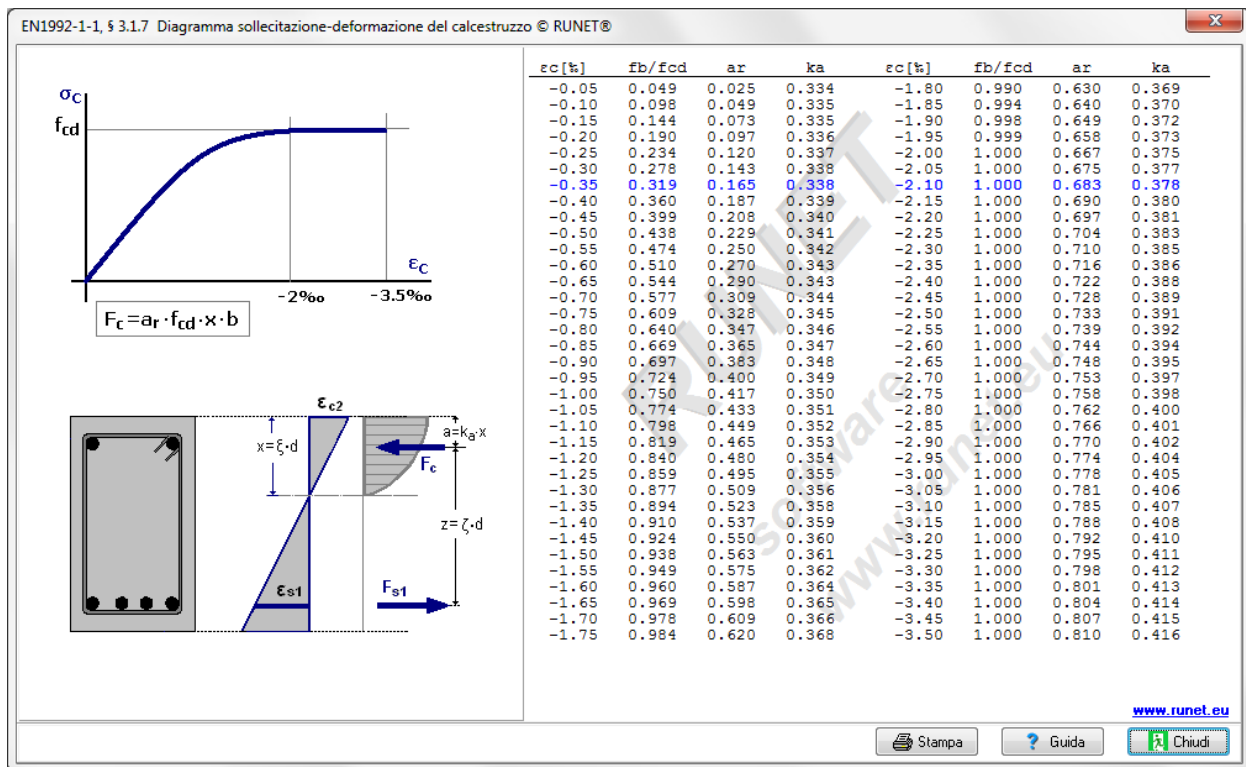 EN1992-1-1, § 3.1.7 Diagramma sollecitazione-deformazione del calcestruzzo © RUNET®
σC
fcd
εC
-2‰
-3.5‰
Fc=ar·fcd·x·b
εc2
x=ξ·d
a=ka·x
Fc
z=ζ·d
εs1
Fs1
εc[‰] fb/fcd ar ka εc[‰] fb/fcd ar ka
-0.05 0.049 0.025 0.334 -1.80 0.990 0.630 0.369
-0.10 0.098 0.049 0.335 -1.85 0.994 0.640 0.370
-0.15 0.144 0.073 0.335 -1.90 0.998 0.649 0.372
-0.20 0.190 0.097 0.336 -1.95 0.999 0.658 0.373
-0.25 0.234 0.120 0.337 -2.00 1.000 0.667 0.375
-0.30 0.278 0.143 0.338 -2.05 1.000 0.675 0.377
-0.35 0.319 0.165 0.338 -2.10 1.000 0.683 0.378
-0.40 0.360 0.187 0.339 -2.15 1.000 0.690 0.380
-0.45 0.399 0.208 0.340 -2.20 1.000 0.697 0.381
-0.50 0.438 0.229 0.341 -2.25 1.000 0.704 0.383
-0.55 0.474 0.250 0.342 -2.30 1.000 0.710 0.385
-0.60 0.510 0.270 0.343 -2.35 1.000 0.716 0.386
-0.65 0.544 0.290 0.343 -2.40 1.000 0.722 0.388
-0.70 0.577 0.309 0.344 -2.45 1.000 0.728 0.389
-0.75 0.609 0.328 0.345 -2.50 1.000 0.733 0.391
-0.80 0.640 0.347 0.346 -2.55 1.000 0.739 0.392
-0.85 0.669 0.365 0.347 -2.60 1.000 0.744 0.394
-0.90 0.697 0.383 0.348 -2.65 1.000 0.748 0.395
-0.95 0.724 0.400 0.349 -2.70 1.000 0.753 0.397
-1.00 0.750 0.417 0.350 -2.75 1.000 0.758 0.398
-1.05 0.774 0.433 0.351 -2.80 1.000 0.762 0.400
-1.10 0.798 0.449 0.352 -2.85 1.000 0.766 0.401
-1.15 0.819 0.465 0.353 -2.90 1.000 0.770 0.402
-1.20 0.840 0.480 0.354 -2.95 1.000 0.774 0.404
-1.25 0.859 0.495 0.355 -3.00 1.000 0.778 0.405
-1.30 0.877 0.509 0.356 -3.05 1.000 0.781 0.406
-1.35 0.894 0.523 0.358 -3.10 1.000 0.785 0.407
-1.40 0.910 0.537 0.359 -3.15 1.000 0.788 0.408
-1.45 0.924 0.550 0.360 -3.20 1.000 0.792 0.410
-1.50 0.938 0.563 0.361 -3.25 1.000 0.795 0.411
-1.55 0.949 0.575 0.362 -3.30 1.000 0.798 0.412
-1.60 0.960 0.587 0.364 -3.35 1.000 0.801 0.413
-1.65 0.969 0.598 0.365 -3.40 1.000 0.804 0.414
-1.70 0.978 0.609 0.366 -3.45 1.000 0.807 0.415
-1.75 0.984 0.620 0.368 -3.50 1.000 0.810 0.416
RUNET
software
www.runet.eu
www.runet.eu
Stampa
? Guida
Chiudi